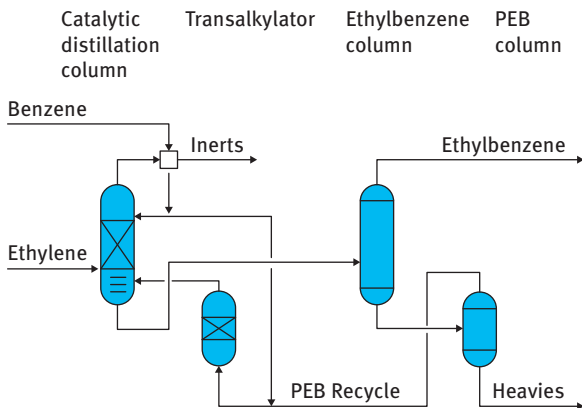 Catalytic
distillation
column
Transalkylator
Ethylbenzene
column
PEB
column
Benzene
Inerts
Ethylbenzene
Ethylene
PEB Recycle
Heavies